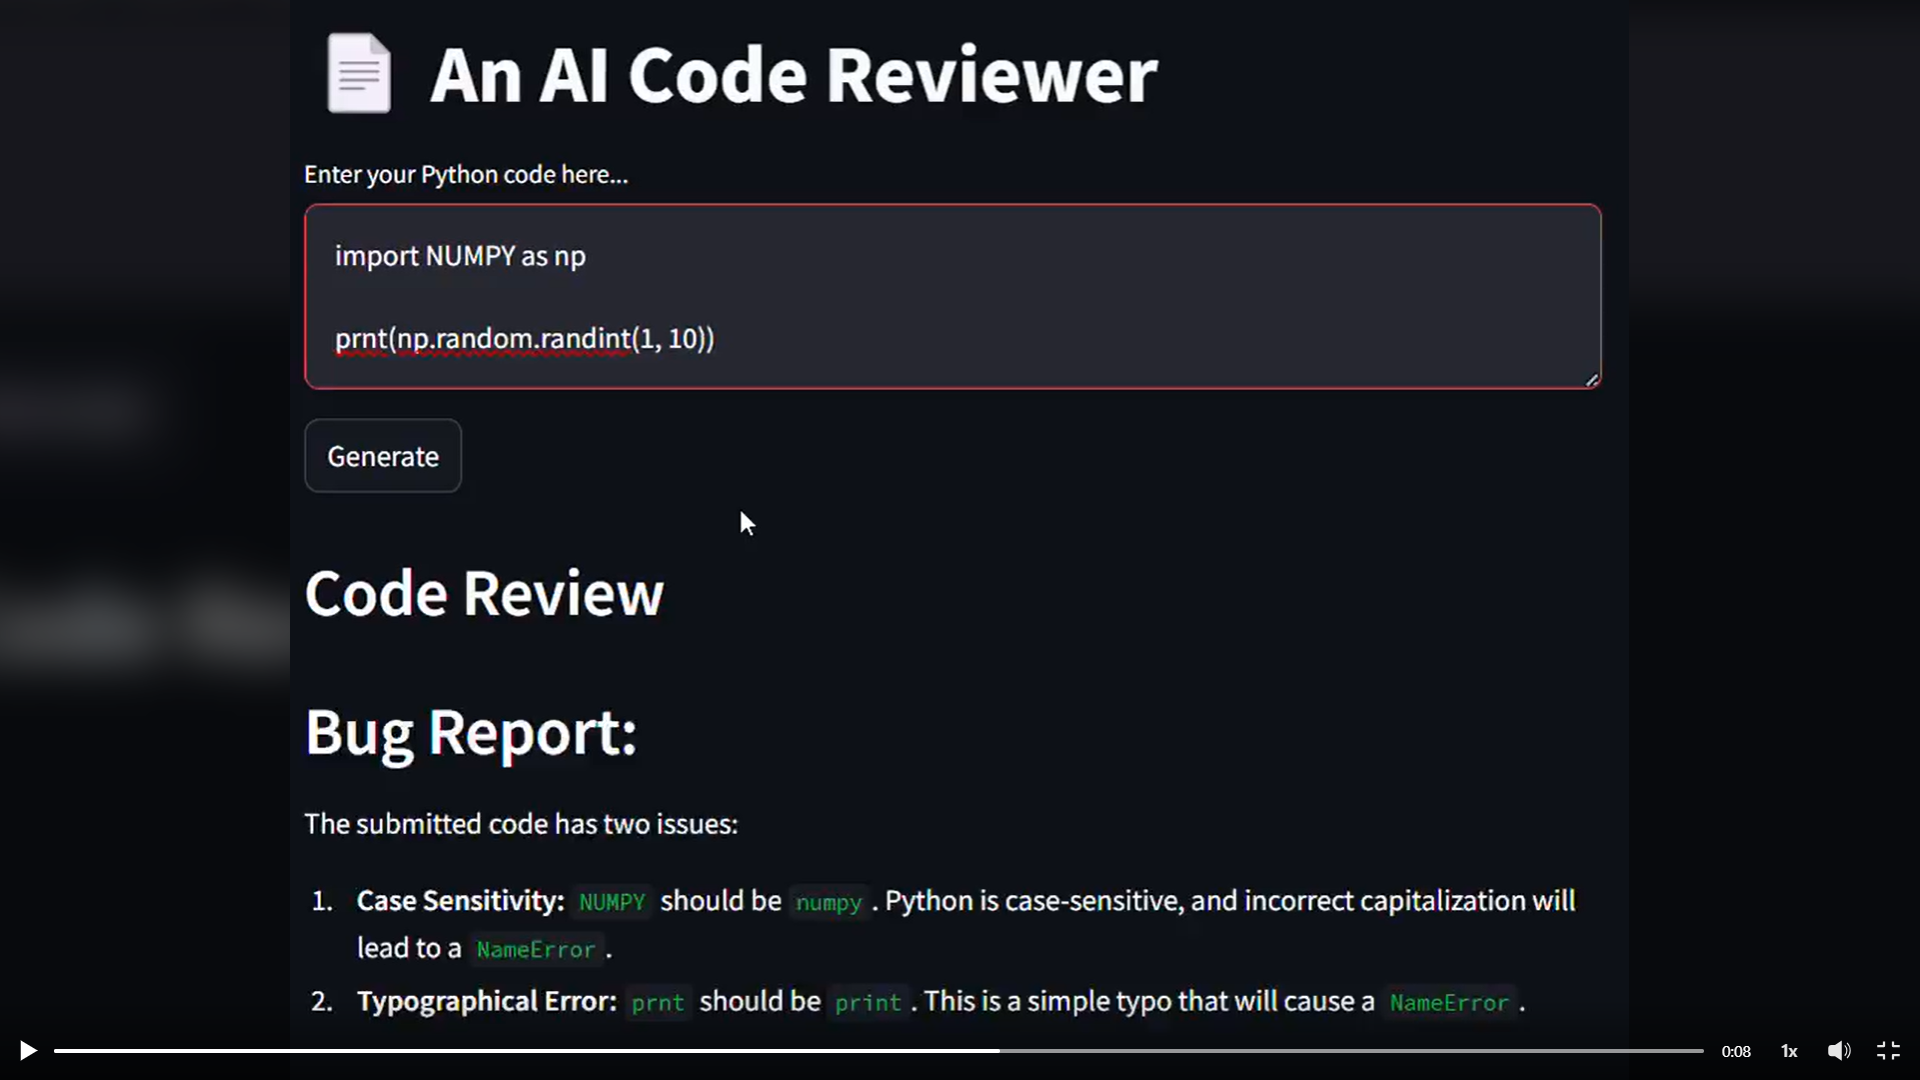 An AI Code Reviewer
Enter your Python code here...
import NUMPY as np
prnt(np.random.randint(1, 10))
Generate
Code Review
Bug Report:
The submitted code has two issues:
1. Case Sensitivity: NUMPY should be numpy . Python is case-sensitive, and incorrect capitalization will
lead to a NameError .
2. Typographical Error: prnt should be print . This is a simple typo that will cause a NameError .
0:08 1x